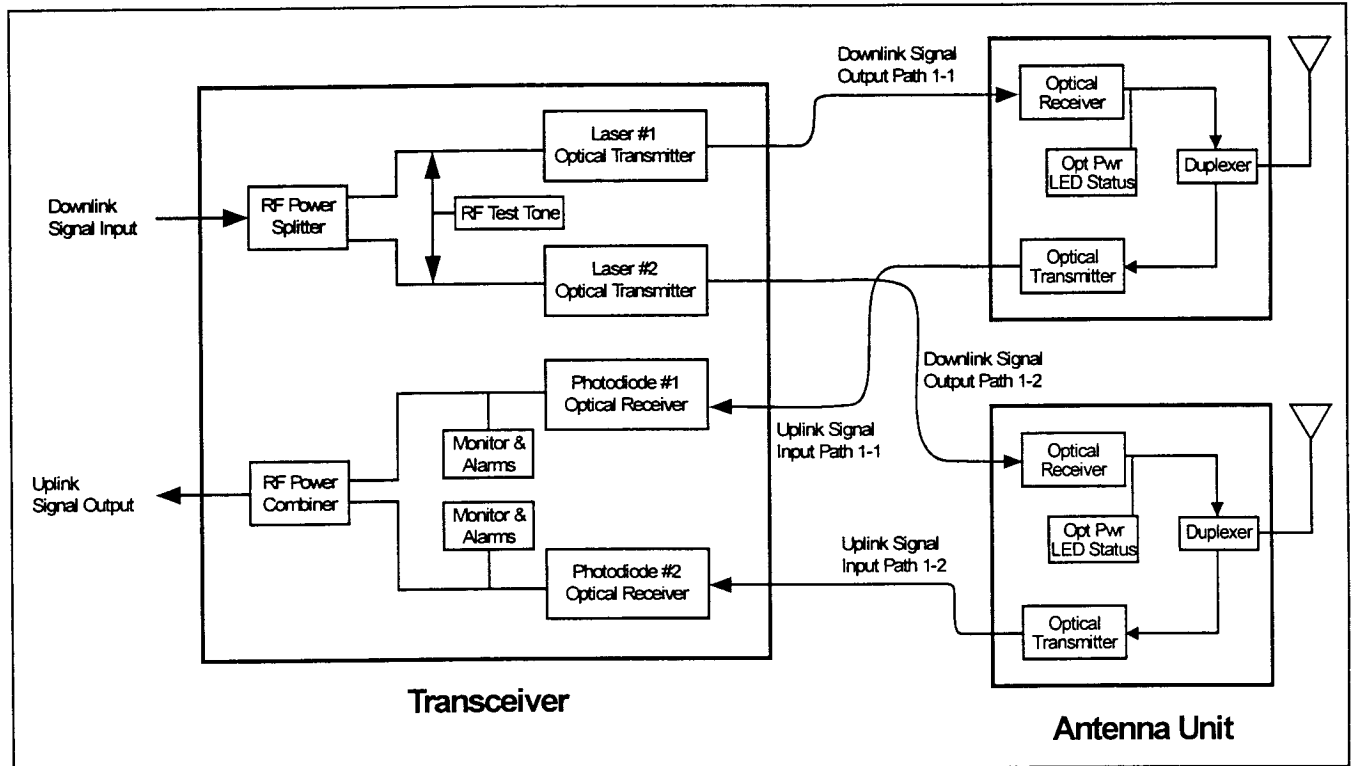 Downlink Signal
Output Path 1-1
Optical
Receiver
Opt Pwr
LED Status
Duplexer
Optical
Transmitter
Laser #1
Optical Transmitter
Downlink
Signal Input
RF Power
Splitter
RF Test Tone
Laser #2
Optical Transmitter
Downlink Signal
Output Path 1-2
Photodiode #1
Optical Receiver
Uplink Signal
Input Path 1-1
Monitor &
Alarms
Uplink
Signal Output
RF Power
Combiner
Monitor &
Alarms
Photodiode #2
Optical Receiver
Uplink Signal
Input Path 1-2
Optical
Receiver
Opt Pwr
LED Status
Duplexer
Optical
Transmitter
Transceiver
Antenna Unit